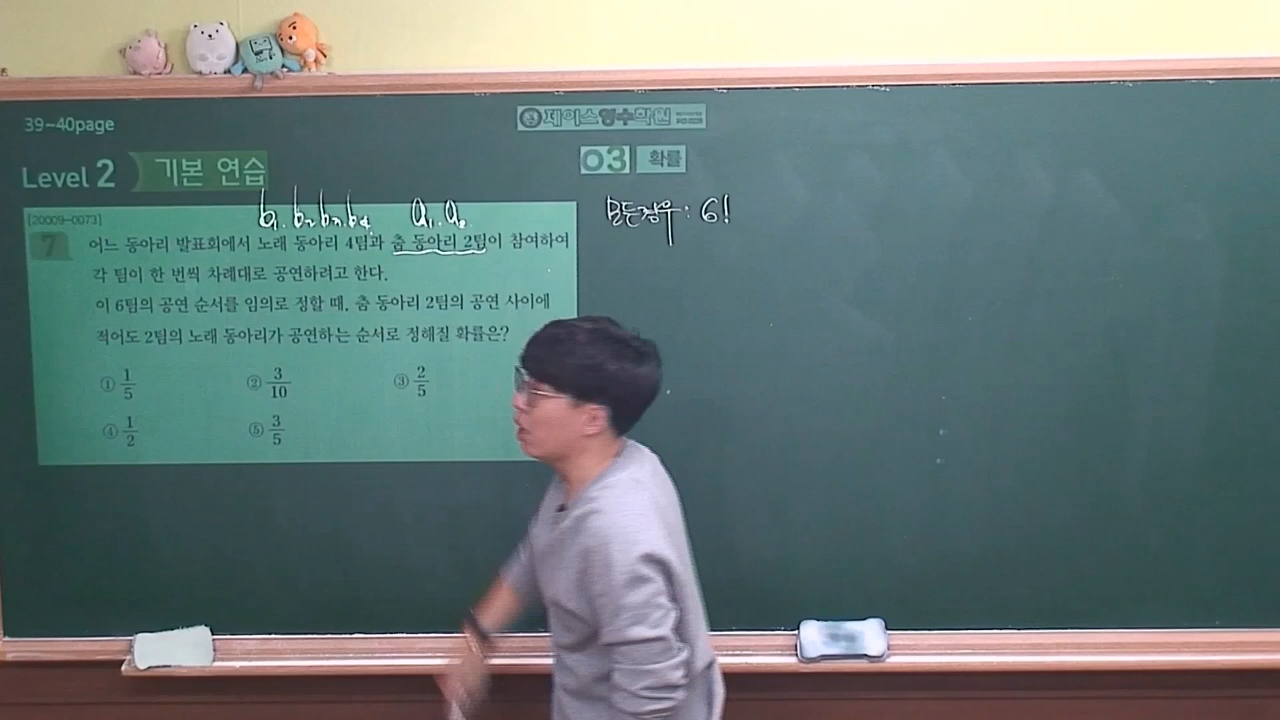 39~40page
제이스영수학원
Level 2 기본 연습
03 확률
b₁. b₂ b₃ b₄ a₁. a₂
모든경우: 6!
[20009-0073]
7 어느 동아리 발표회에서 노래 동아리 4팀과 춤 동아리 2팀이 참여하여
각 팀이 한 번씩 차례대로 공연하려고 한다.
이 6팀의 공연 순서를 임의로 정할 때, 춤 동아리 2팀의 공연 사이에
적어도 2팀의 노래 동아리가 공연하는 순서로 정해질 확률은?
① 1/5 ② 3/10 ③ 2/5
④ 1/2 ⑤ 3/5